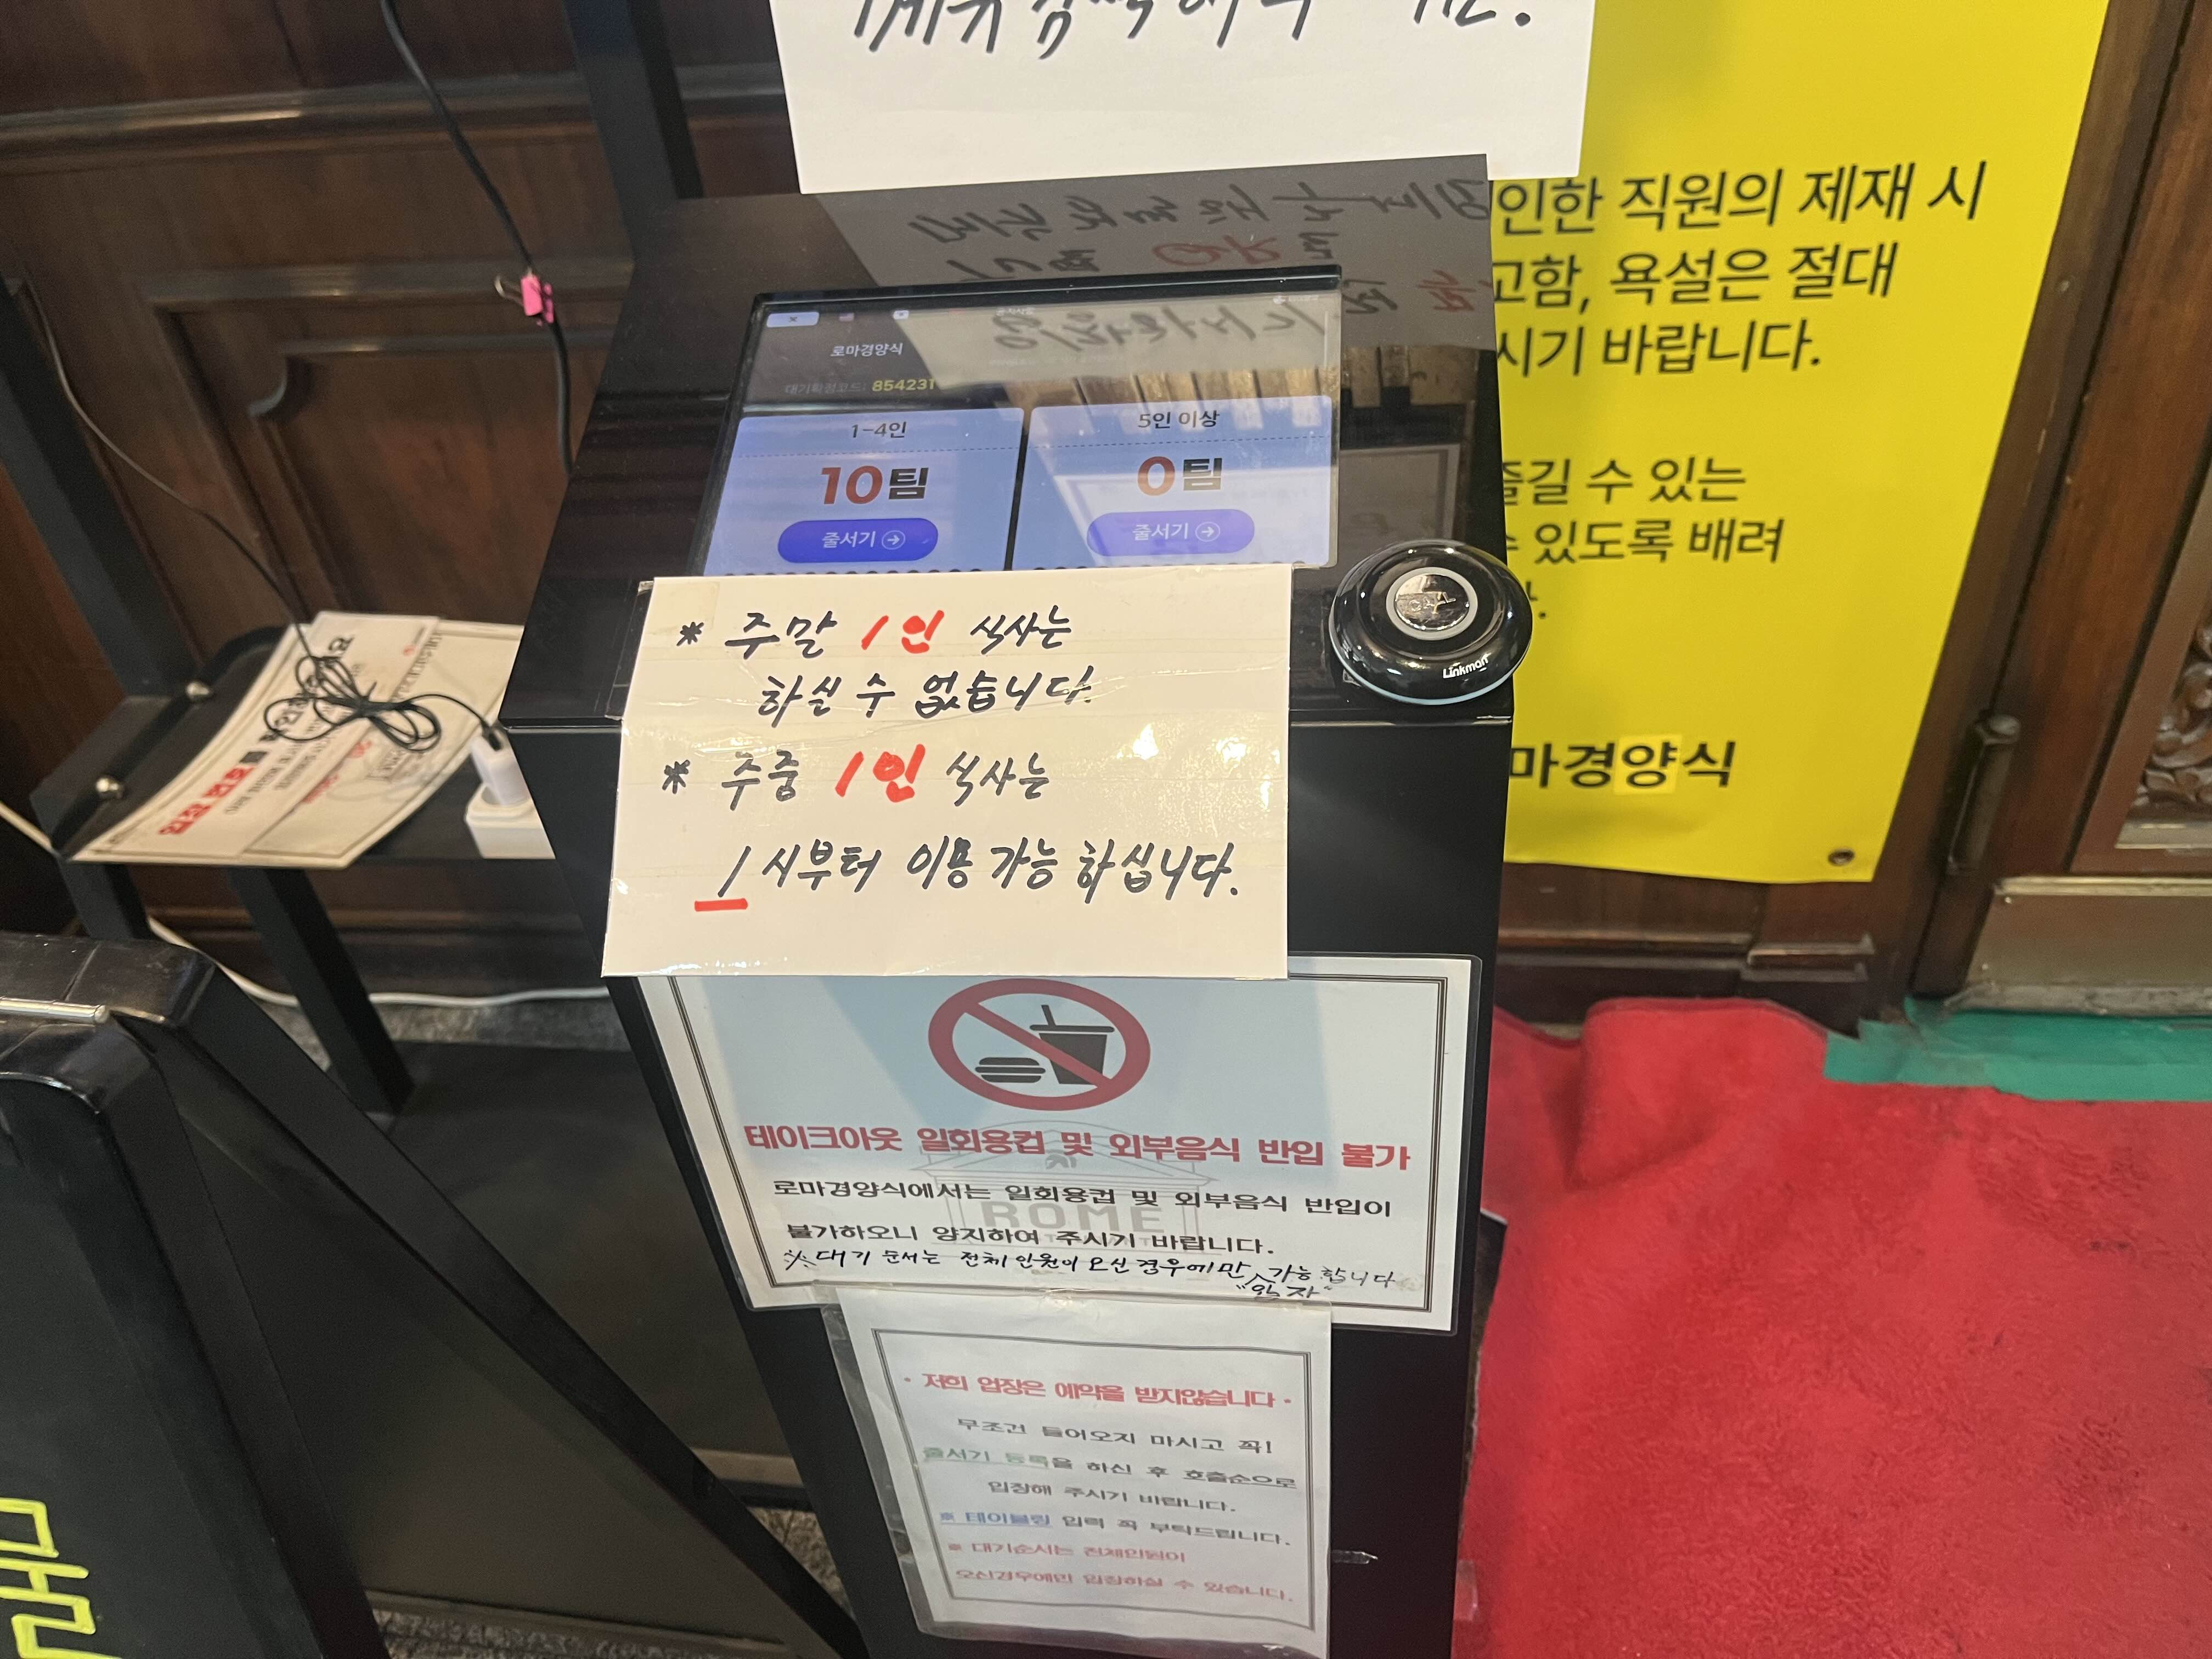 인한 직원의 제재 시
고함, 욕설은 절대
시기 바랍니다.
즐길 수 있는
있도록 배려
마경양식
로마경양식
대기확정코드: 854231
1-4인
10팀
줄서기
5인 이상
0팀
줄서기
Linkman
* 주말 1인 식사는
하실 수 없습니다.
* 주중 1인 식사는
1시부터 이용 가능하십니다.
테이크아웃 일회용컵 및 외부음식 반입 불가
로마경양식에서는 일회용컵 및 외부음식 반입이
ROME
불가하오니 양지하여 주시기 바랍니다.
※ 대기 순서는 전체 인원이 오신 경우에만 가능합니다
"입장"
· 저희 업장은 예약을 받지않습니다 ·
무조건 들어오지 마시고 꼭!
줄서기 등록을 하신 후 호출순으로
입장해 주시기 바랍니다.
※ 테이블링 입력 꼭 부탁드립니다.
※ 대기순서는 전체인원이
오신경우에만 입장하실 수 있습니다.